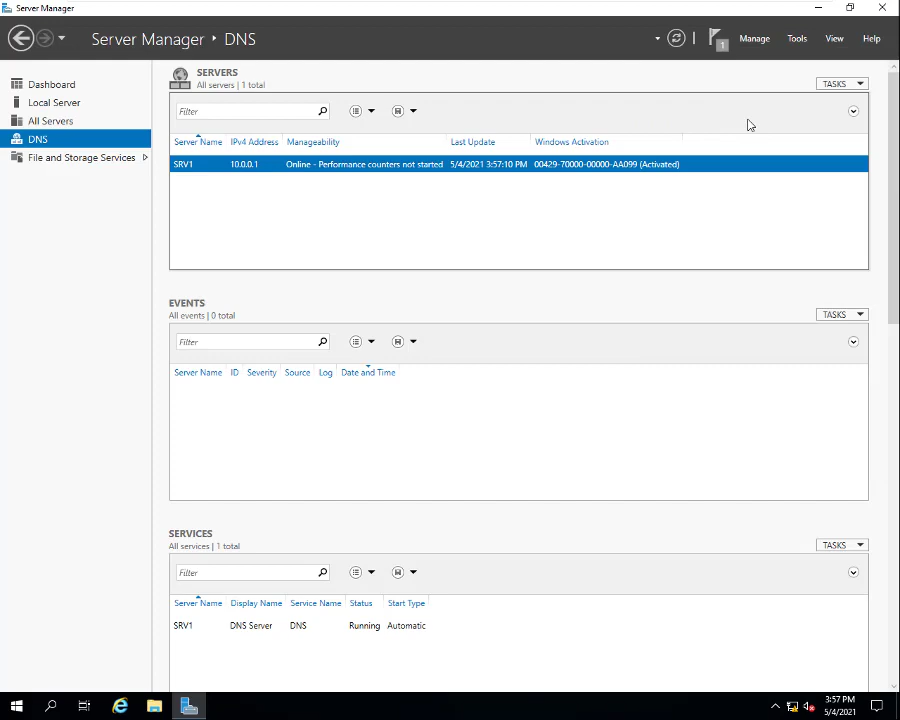 Server Manager
Server Manager ‣ DNS
1
Manage
Tools
View
Help
Dashboard
Local Server
All Servers
DNS
File and Storage Services
SERVERS
All servers | 1 total
TASKS
Filter
Server Name IPv4 Address Manageability Last Update Windows Activation
SRV1 10.0.0.1 Online - Performance counters not started 5/4/2021 3:57:10 PM 00429-70000-00000-AA099 (Activated)
EVENTS
All events | 0 total
TASKS
Filter
Server Name ID Severity Source Log Date and Time
SERVICES
All services | 1 total
TASKS
Filter
Server Name Display Name Service Name Status Start Type
SRV1 DNS Server DNS Running Automatic
3:57 PM
5/4/2021